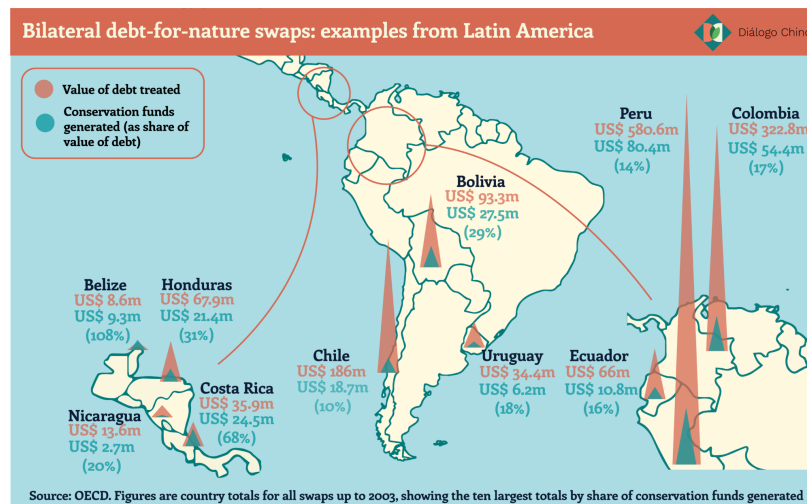 Bilateral debt-for-nature swaps: examples from Latin America
Diálogo Chino
Value of debt treated
Conservation funds
generated (as share of
value of debt)
Peru
US$ 580.6m
US$ 80.4m
(14%)
Colombia
US$ 322.8m
US$ 54.4m
(17%)
Bolivia
US$ 93.3m
US$ 27.5m
(29%)
Belize
US$ 8.6m
US$ 9.3m
(108%)
Honduras
US$ 67.9m
US$ 21.4m
(31%)
Chile
US$ 186m
US$ 18.7m
(10%)
Uruguay
US$ 34.4m
US$ 6.2m
(18%)
Ecuador
US$ 66m
US$ 10.8m
(16%)
Costa Rica
US$ 35.9m
US$ 24.5m
(68%)
Nicaragua
US$ 13.6m
US$ 2.7m
(20%)
Source: OECD. Figures are country totals for all swaps up to 2003, showing the ten largest totals by share of conservation funds generated